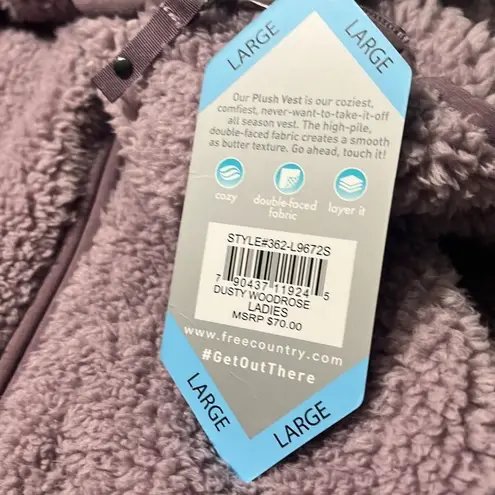 LARGE
LARGE
Our Plush Vest is our coziest,
comfiest, never-want-to-take-it-off
all season vest. The high-pile,
double-faced fabric creates a smooth
as butter texture. Go ahead, touch it!
cozy
double-faced
fabric
layer it
STYLE#362-L9672S
7 90437 11924 5
DUSTY WOODROSE
LADIES
MSRP $70.00
www.freecountry.com
#GetOutThere
LARGE
LARGE